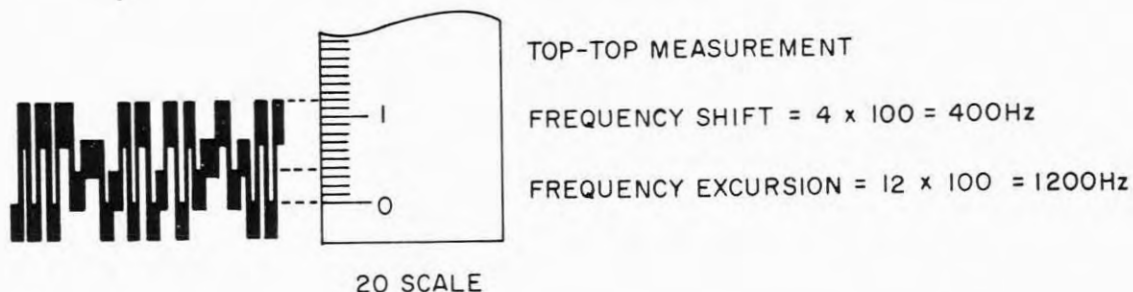 TOP-TOP MEASUREMENT
1
FREQUENCY SHIFT = 4 x 100 = 400Hz
FREQUENCY EXCURSION = 12 x 100 = 1200Hz
0
20 SCALE